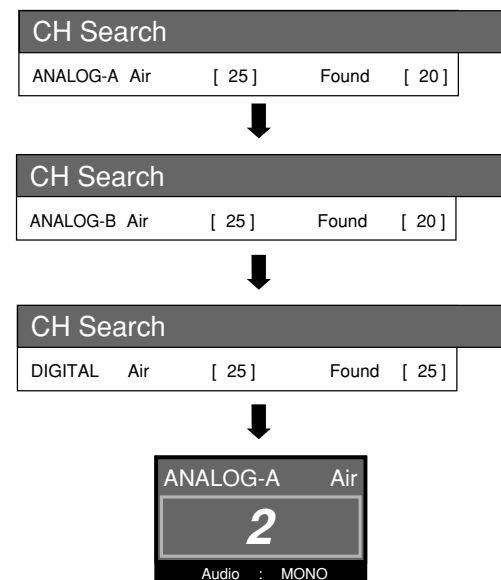 CH Search
ANALOG-A Air [ 25 ] Found [ 20 ]
CH Search
ANALOG-B Air [ 25 ] Found [ 20 ]
CH Search
DIGITAL Air [ 25 ] Found [ 25 ]
ANALOG-A Air
2
Audio : MONO